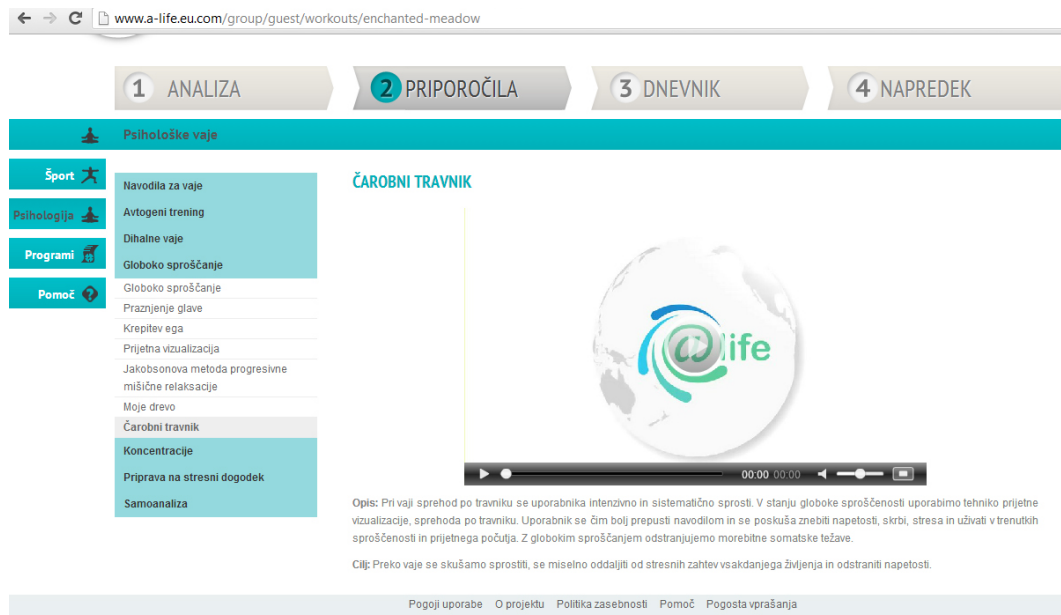 www.a-life.eu.com/group/guest/workouts/enchanted-meadow
1 ANALIZA
2 PRIPOROČILA
3 DNEVNIK
4 NAPREDEK
Psihološke vaje
Šport
Psihologija
Programi
Pomoč
Navodila za vaje
Avtogeni trening
Dihalne vaje
Globoko sproščanje
Globoko sproščanje
Praznjenje glave
Krepitev ega
Prijetna vizualizacija
Jakobsonova metoda progresivne
mišične relaksacije
Moje drevo
Čarobni travnik
Koncentracije
Priprava na stresni dogodek
Samoanaliza
ČAROBNI TRAVNIK
@life
00:00 00:00
Opis: Pri vaji sprehod po travniku se uporabnika intenzivno in sistematično sprosti. V stanju globoke sproščenosti uporabimo tehniko prijetne
vizualizacije, sprehoda po travniku. Uporabnik se čim bolj prepusti navodilom in se poskuša znebiti napetosti, skrbi, stresa in uživati v trenutkih
sproščenosti in prijetnega počutja. Z globokim sproščanjem odstranjujemo morebitne somatske težave.
Cilj: Preko vaje se skušamo sprostiti, se miselno oddaljiti od stresnih zahtev vsakdanjega življenja in odstraniti napetosti.
Pogoji uporabe O projektu Politika zasebnosti Pomoč Pogosta vprašanja